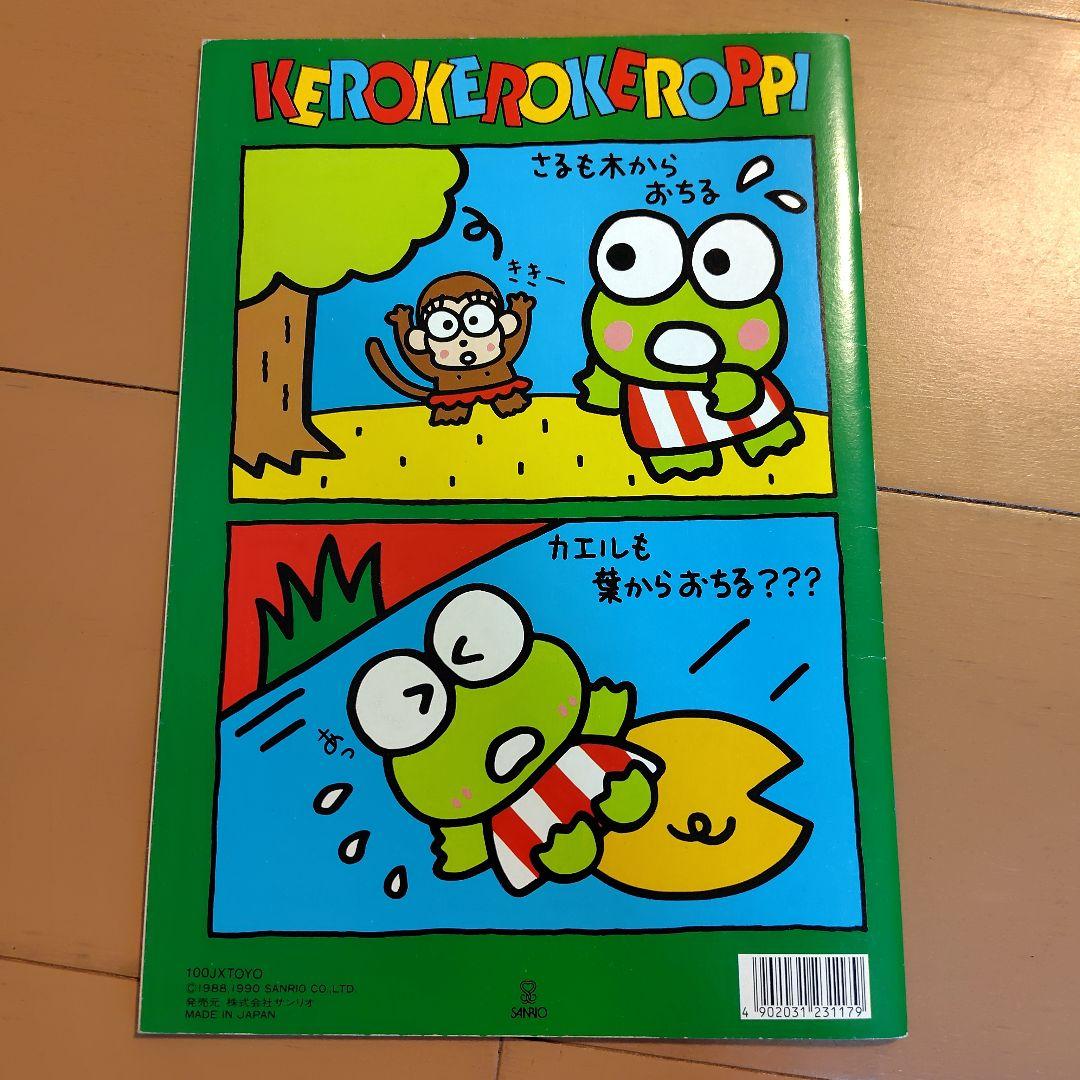 KEROKEROKEROPPI
さるも木から
おちる
ききー
カエルも
葉からおちる???
あっ
100JXTOYO
©1988,1990 SANRIO CO.,LTD.
発売元 株式会社サンリオ
MADE IN JAPAN
SANRIO
4 902031 231179